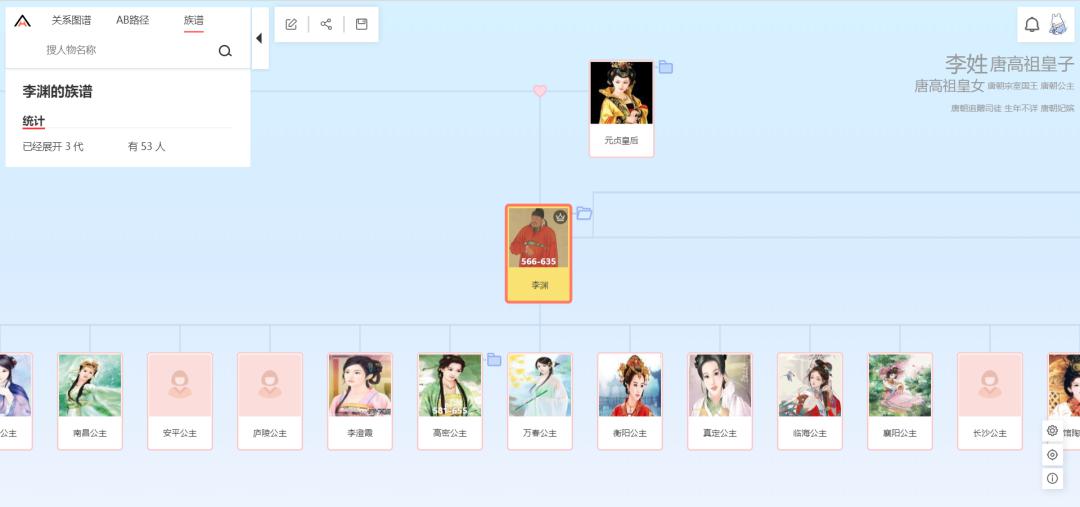 关系图谱 AB路径 族谱
搜人物名称
李渊的族谱
统计
已经展开 3 代 有 53 人
李姓 唐高祖皇子
唐高祖皇女 唐朝宗室国王 唐朝公主
唐朝追赠司徒 生年不详 唐朝妃嫔
元贞皇后
566-635
李渊
581-655
公主 南昌公主 安平公主 庐陵公主 李澄霞 高密公主 万春公主 衡阳公主 真定公主 临海公主 襄阳公主 长沙公主 馆陶